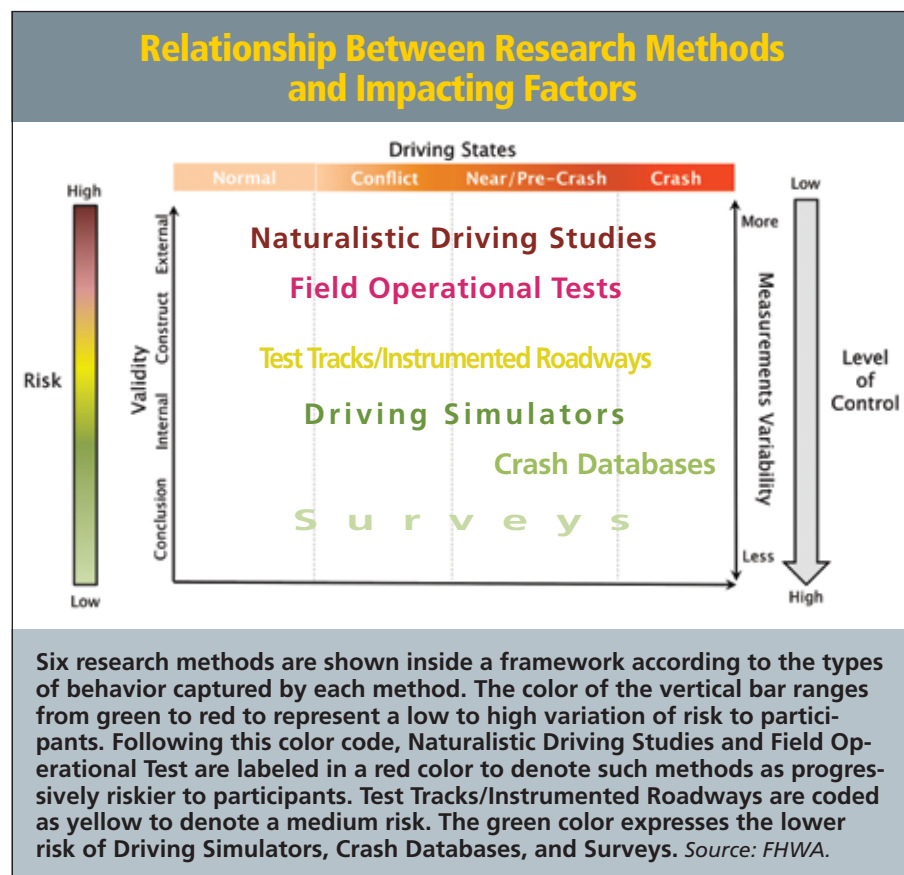 Relationship Between Research Methods
and Impacting Factors
Driving States
Normal Conflict Near/Pre-Crash Crash
High
Low
Risk
Validity
External
Construct
Internal
Conclusion
Naturalistic Driving Studies
Field Operational Tests
Test Tracks/Instrumented Roadways
Driving Simulators
Crash Databases
Surveys
More
Less
Measurements Variability
Low
Level
of
Control
High
Six research methods are shown inside a framework according to the types
of behavior captured by each method. The color of the vertical bar ranges
from green to red to represent a low to high variation of risk to partici-
pants. Following this color code, Naturalistic Driving Studies and Field Op-
erational Test are labeled in a red color to denote such methods as progres-
sively riskier to participants. Test Tracks/Instrumented Roadways are coded
as yellow to denote a medium risk. The green color expresses the lower
risk of Driving Simulators, Crash Databases, and Surveys. Source: FHWA.